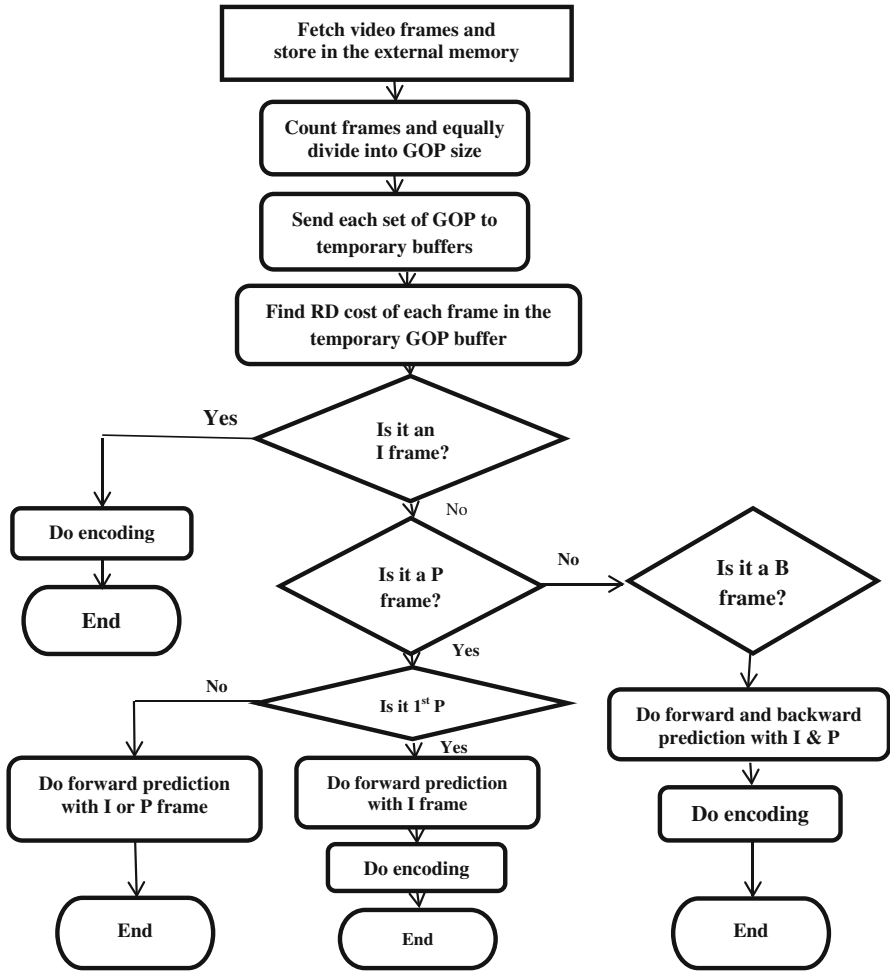 Fetch video frames and
store in the external memory
Count frames and equally
divide into GOP size
Send each set of GOP to
temporary buffers
Find RD cost of each frame in the
temporary GOP buffer
Yes
Is it an
I frame?
No
Do encoding
End
Is it a P
frame?
No
Is it a B
frame?
Yes
No
Is it 1st P
Yes
Do forward and backward
prediction with I & P
Do forward prediction
with I or P frame
Do forward prediction
with I frame
Do encoding
Do encoding
End
End
End